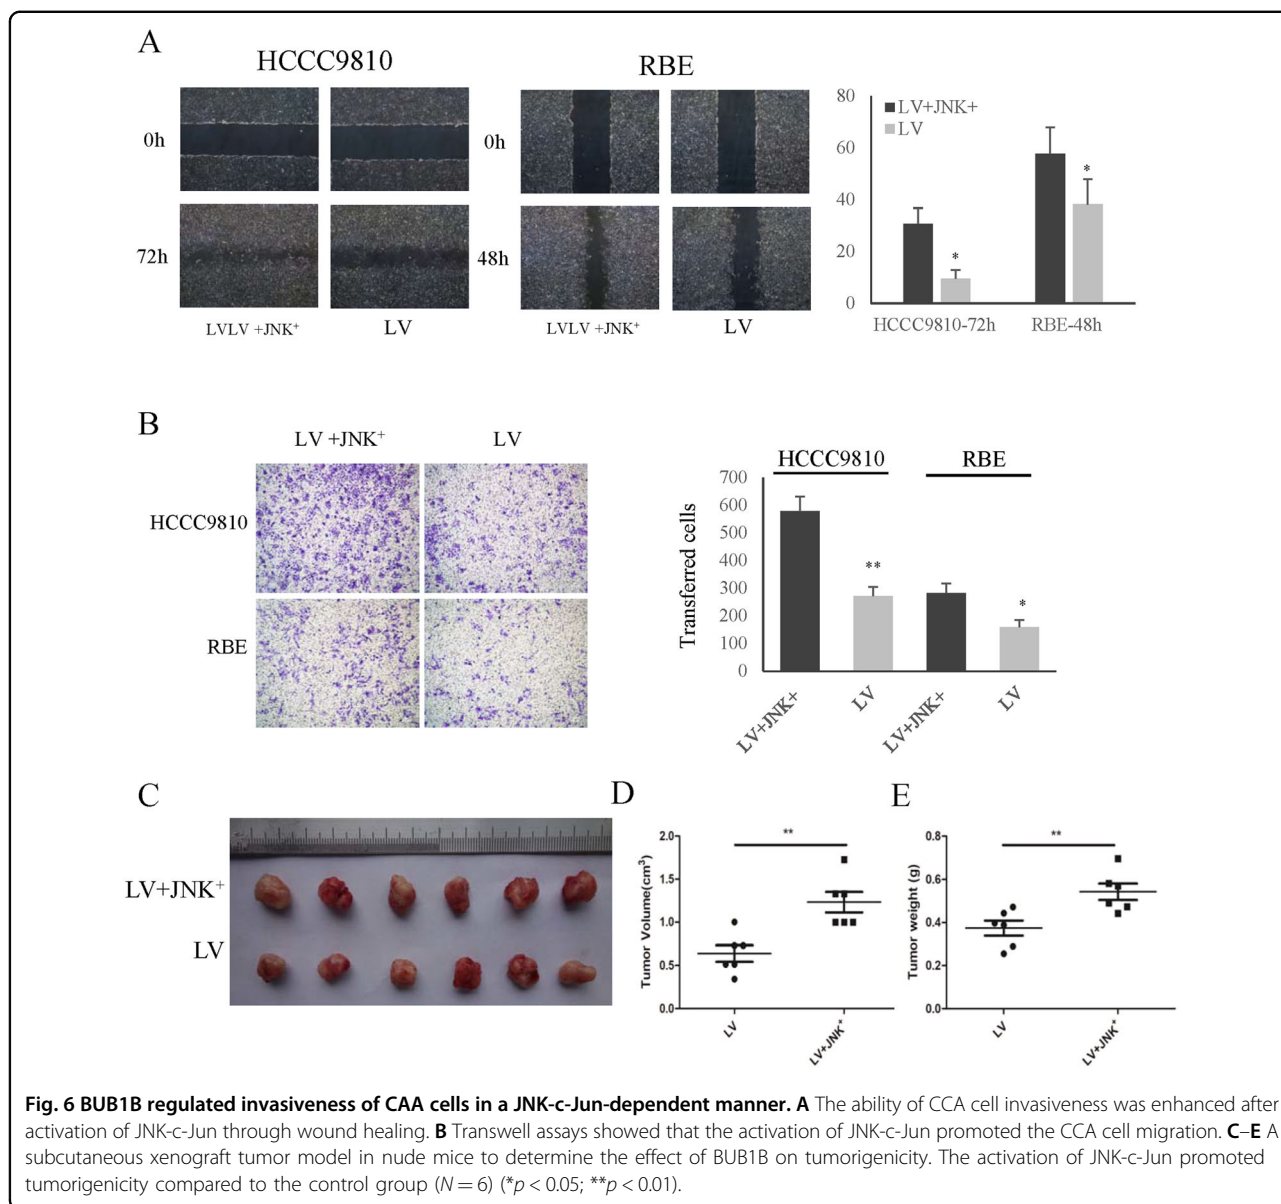 A
HCCC9810
RBE
0h
0h
72h
48h
LVLV +JNK⁺
LV
LVLV +JNK⁺
LV
80
60
40
20
0
LV+JNK+
LV
*
*
HCCC9810-72h
RBE-48h
B
LV +JNK⁺
LV
HCCC9810
RBE
HCCC9810
RBE
Transferred cells
700
600
500
400
300
200
100
0
**
*
LV+JNK+
LV
LV+JNK+
LV
C
LV+JNK⁺
LV
D
Tumor Volume(cm³)
2.0
1.5
1.0
0.5
0.0
**
LV
LV+JNK⁺
E
Tumor weight (g)
0.8
0.6
0.4
0.2
0.0
**
LV
LV+JNK⁺
Fig. 6 BUB1B regulated invasiveness of CAA cells in a JNK-c-Jun-dependent manner. A The ability of CCA cell invasiveness was enhanced after
activation of JNK-c-Jun through wound healing. B Transwell assays showed that the activation of JNK-c-Jun promoted the CCA cell migration. C–E A
subcutaneous xenograft tumor model in nude mice to determine the effect of BUB1B on tumorigenicity. The activation of JNK-c-Jun promoted
tumorigenicity compared to the control group (N = 6) (*p < 0.05; **p < 0.01).